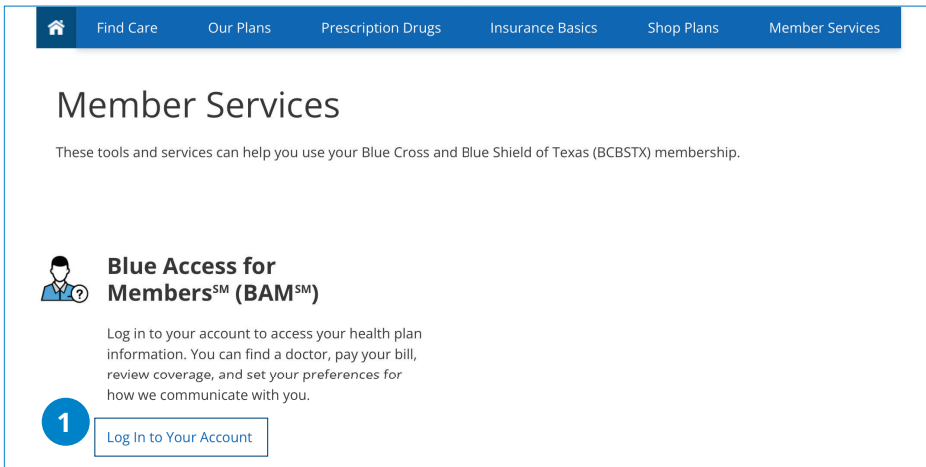 Find Care Our Plans Prescription Drugs Insurance Basics Shop Plans Member Services
Member Services
These tools and services can help you use your Blue Cross and Blue Shield of Texas (BCBSTX) membership.
Blue Access for
Members℠ (BAM℠)
Log in to your account to access your health plan
information. You can find a doctor, pay your bill,
review coverage, and set your preferences for
how we communicate with you.
1
Log In to Your Account